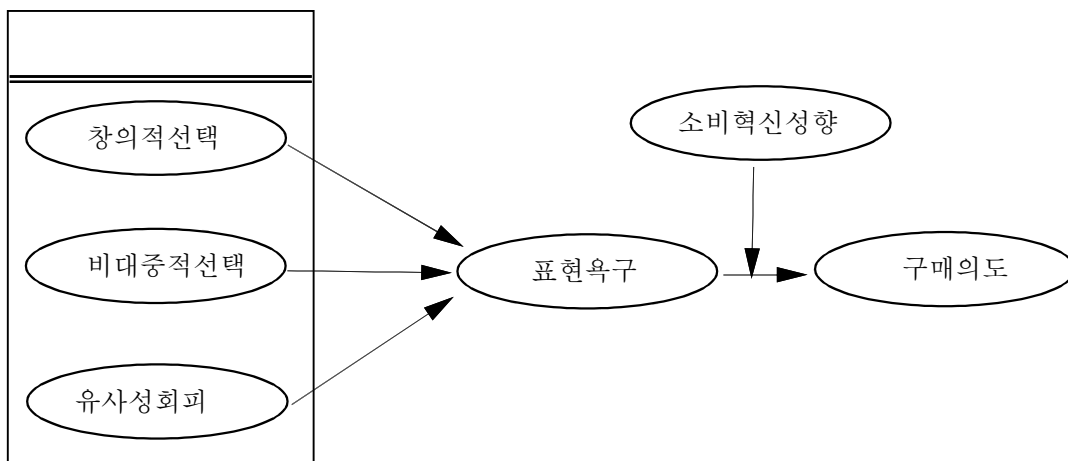 창의적선택
소비혁신성향
비대중적선택
표현욕구
구매의도
유사성회피